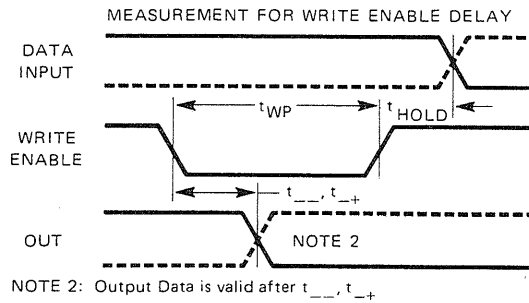 MEASUREMENT FOR WRITE ENABLE DELAY
DATA
INPUT
tWP
tHOLD
WRITE
ENABLE
t__, t_+
OUT
NOTE 2
NOTE 2: Output Data is valid after t__, t_+